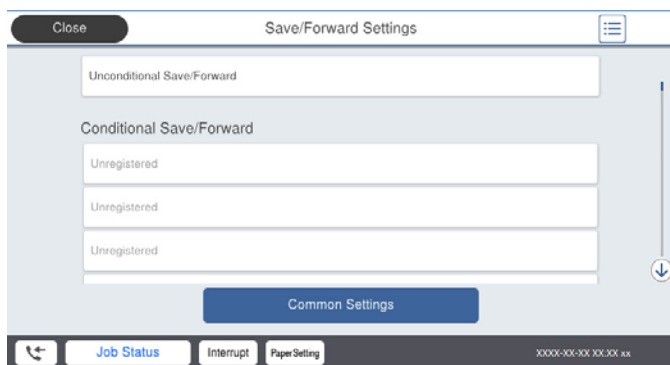 Close
Save/Forward Settings
Unconditional Save/Forward
Conditional Save/Forward
Unregistered
Unregistered
Unregistered
Common Settings
Job Status
Interrupt
Paper Setting
XXXX-XX-XX XX:XX xx